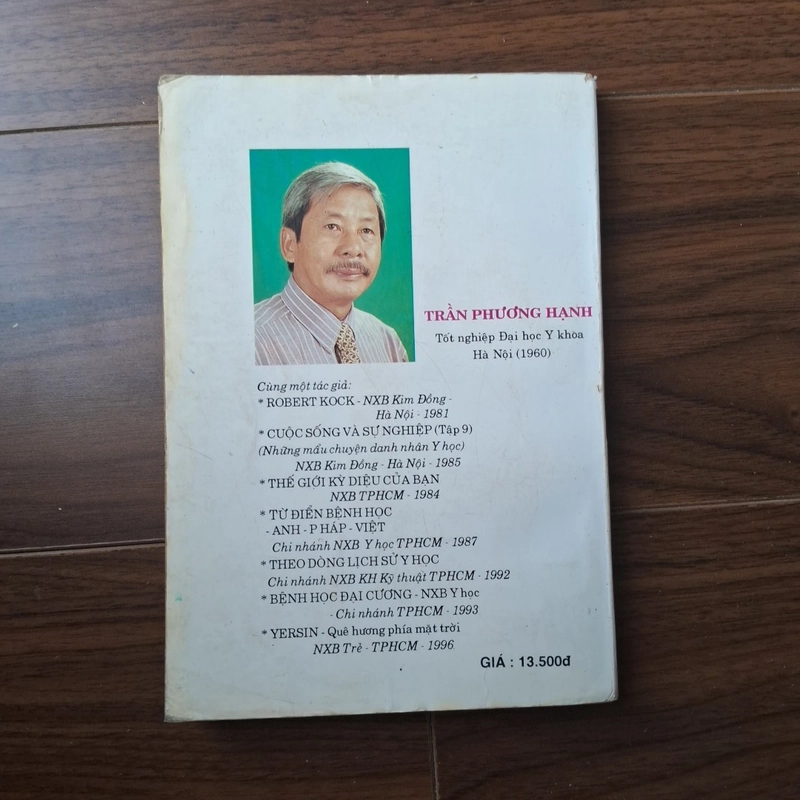 TRẦN PHƯƠNG HẠNH
Tốt nghiệp Đại học Y khoa
Hà Nội (1960)
Cùng một tác giả:
* ROBERT KOCK - NXB Kim Đồng -
Hà Nội - 1981
* CUỘC SỐNG VÀ SỰ NGHIỆP (Tập 9)
(Những mẩu chuyện danh nhân Y học)
NXB Kim Đồng - Hà Nội - 1985
* THẾ GIỚI KỲ DIỆU CỦA BẠN
NXB TPHCM - 1984
* TỪ ĐIỂN BỆNH HỌC
- ANH - P HÁP - VIỆT
Chi nhánh NXB Y học TPHCM - 1987
* THEO DÒNG LỊCH SỬ Y HỌC
Chi nhánh NXB KH Kỹ thuật TPHCM - 1992
* BỆNH HỌC ĐẠI CƯƠNG - NXB Y học
- Chi nhánh TPHCM - 1993
* YERSIN - Quê hương phía mặt trời
NXB Trẻ - TPHCM - 1996
GIÁ : 13.500đ